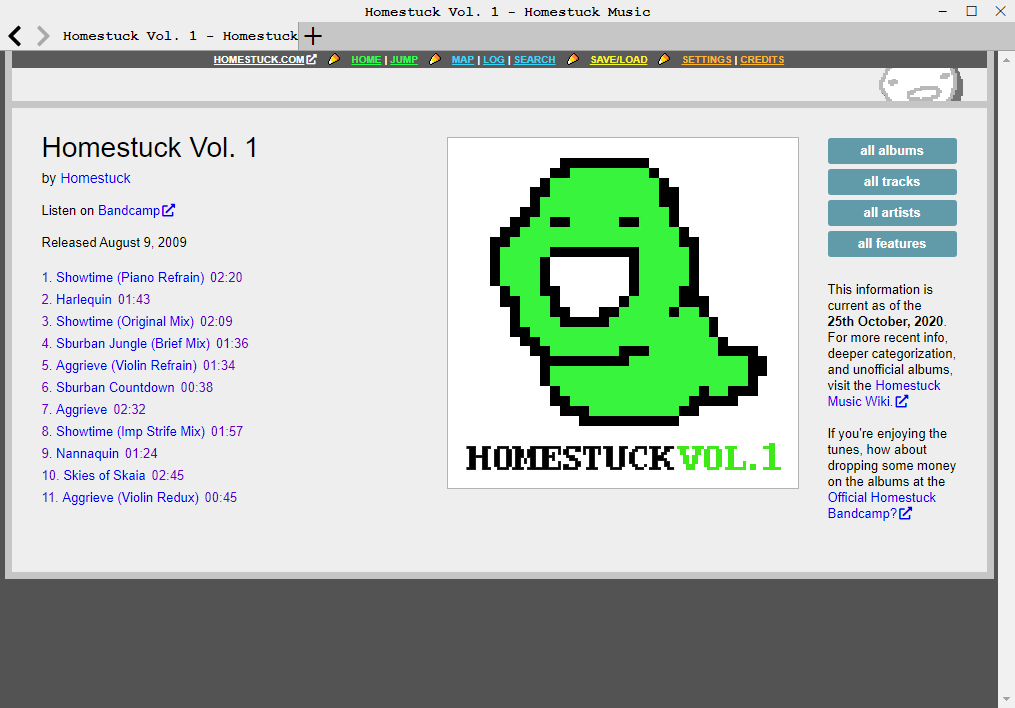 Homestuck Vol. 1 - Homestuck Music
Homestuck Vol. 1 - Homestuck
HOMESTUCK.COM HOME | JUMP MAP | LOG | SEARCH SAVE/LOAD SETTINGS | CREDITS
Homestuck Vol. 1
by Homestuck
Listen on Bandcamp
Released August 9, 2009
1. Showtime (Piano Refrain) 02:20
2. Harlequin 01:43
3. Showtime (Original Mix) 02:09
4. Sburban Jungle (Brief Mix) 01:36
5. Aggrieve (Violin Refrain) 01:34
6. Sburban Countdown 00:38
7. Aggrieve 02:32
8. Showtime (Imp Strife Mix) 01:57
9. Nannaquin 01:24
10. Skies of Skaia 02:45
11. Aggrieve (Violin Redux) 00:45
HOMESTUCK VOL.1
all albums
all tracks
all artists
all features
This information is
current as of the
25th October, 2020.
For more recent info,
deeper categorization,
and unofficial albums,
visit the Homestuck
Music Wiki.
If you're enjoying the
tunes, how about
dropping some money
on the albums at the
Official Homestuck
Bandcamp?